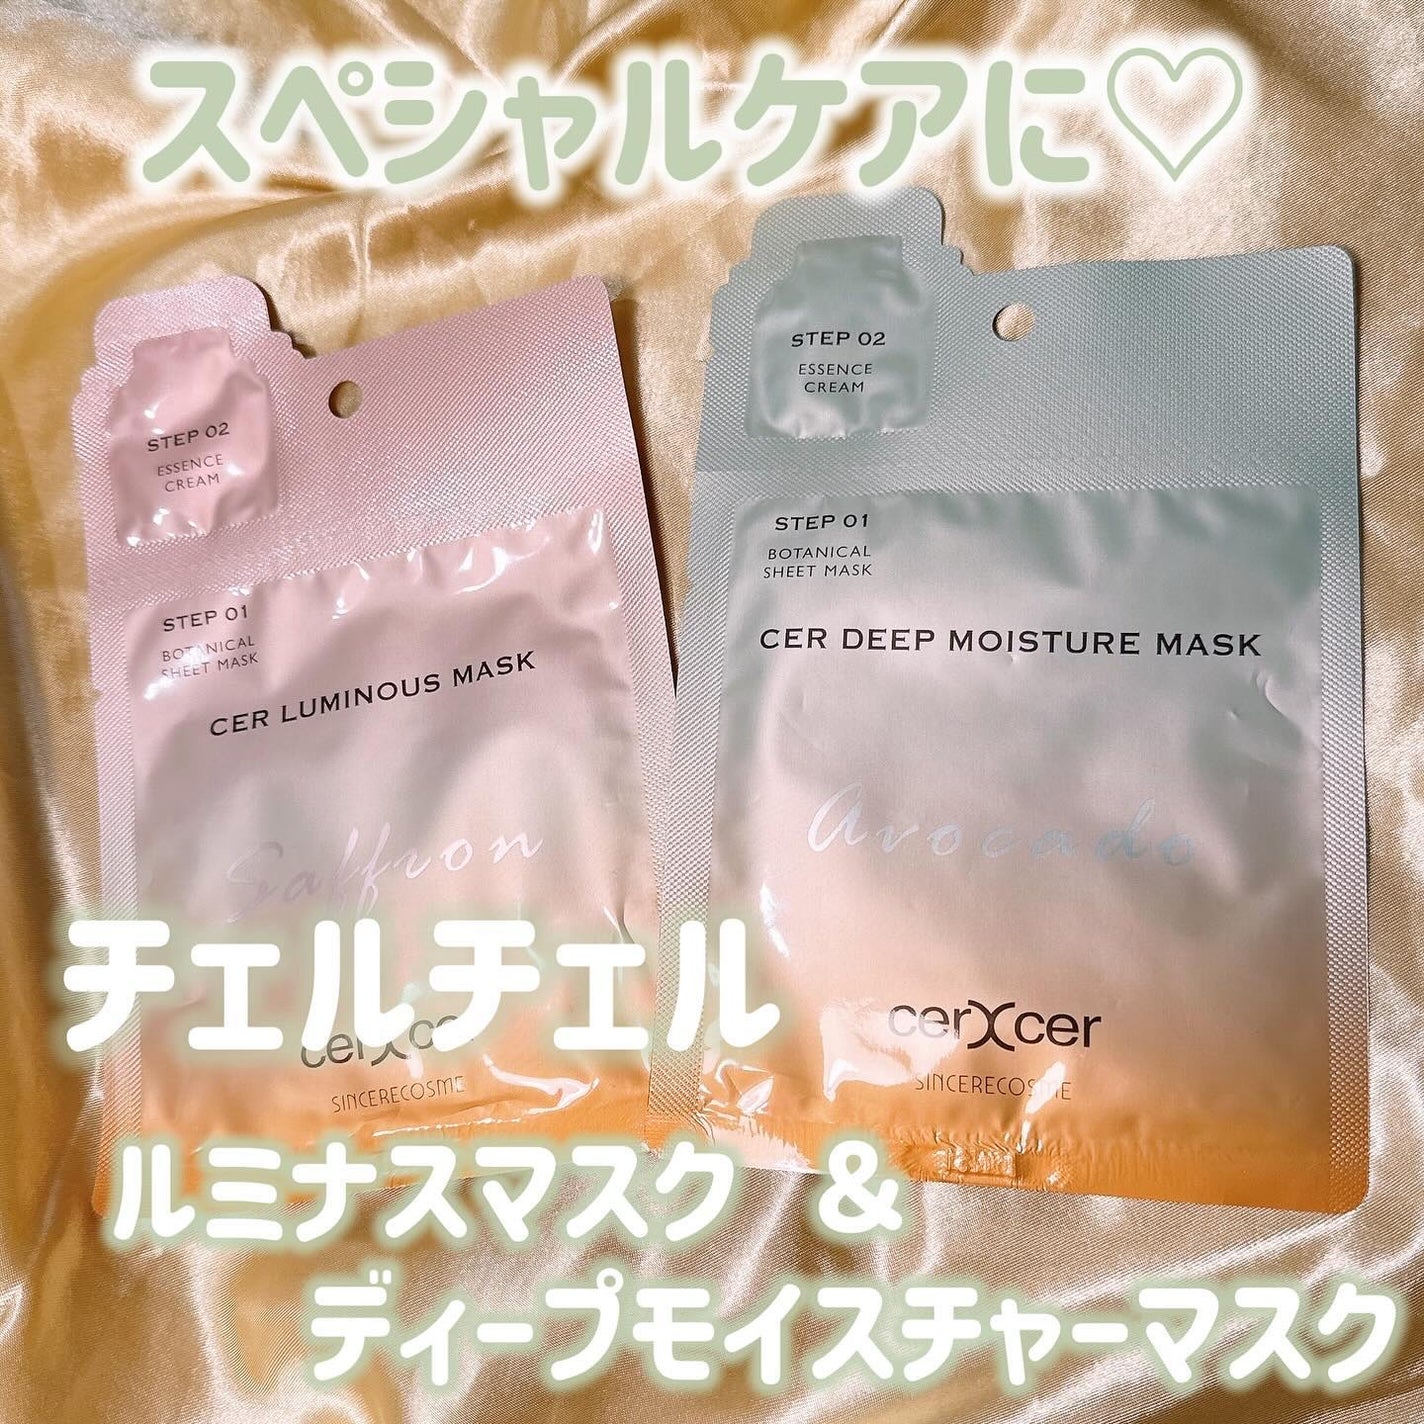 スペシャルケアに♡
STEP 02
ESSENCE
CREAM
STEP 01
BOTANICAL
SHEET MASK
CER LUMINOUS MASK
Saffron
cerXce
SINCERECOSME
STEP 02
ESSENCE
CREAM
STEP 01
BOTANICAL
SHEET MASK
CER DEEP MOISTURE MASK
Avocado
cerXcer
SINCERECOSME
チェルチェル
ルミナスマスク &
ディープモイスチャーマスク